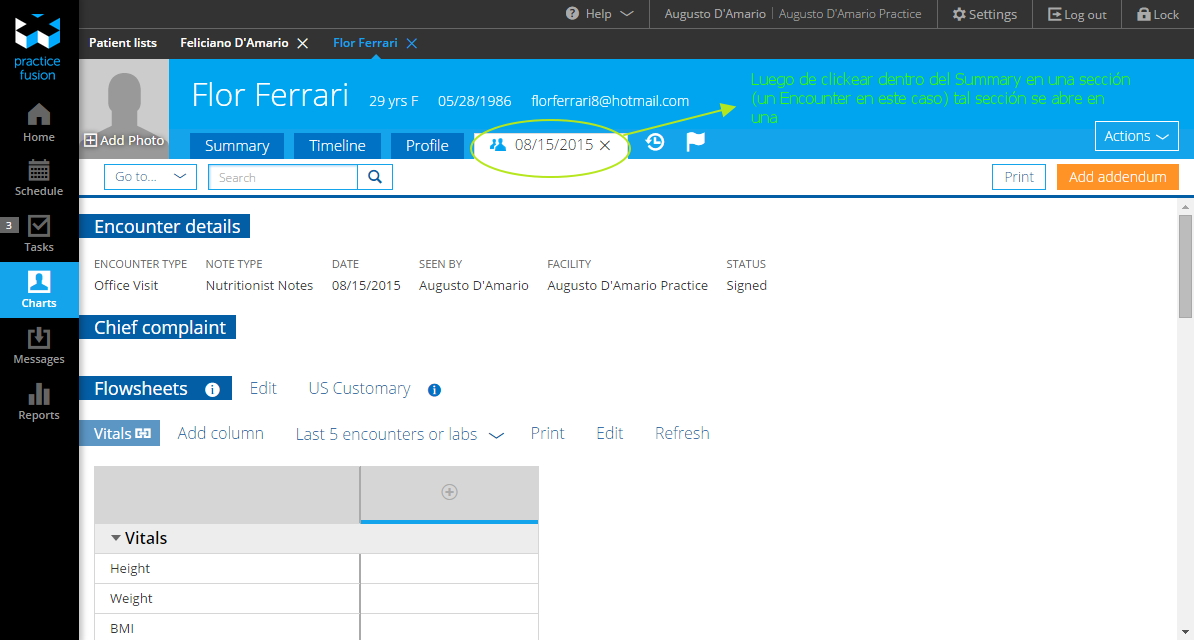 Help
Augusto D'Amario | Augusto D'Amario Practice
Settings
Log out
Lock
practice
fusion
Patient lists
Feliciano D'Amario
Flor Ferrari
Add Photo
Flor Ferrari
29 yrs F
05/28/1986
florferrari8@hotmail.com
Luego de clickear dentro del Summary en una sección
(un Encounter en este caso) tal sección se abre en
una
Actions
Summary
Timeline
Profile
08/15/2015
Go to...
Search
Print
Add addendum
Home
Schedule
3
Tasks
Charts
Messages
Reports
Encounter details
ENCOUNTER TYPE NOTE TYPE DATE SEEN BY FACILITY STATUS
Office Visit Nutritionist Notes 08/15/2015 Augusto D'Amario Augusto D'Amario Practice Signed
Chief complaint
Flowsheets i Edit US Customary i
Vitals Add column Last 5 encounters or labs Print Edit Refresh
Vitals
Height
Weight
BMI